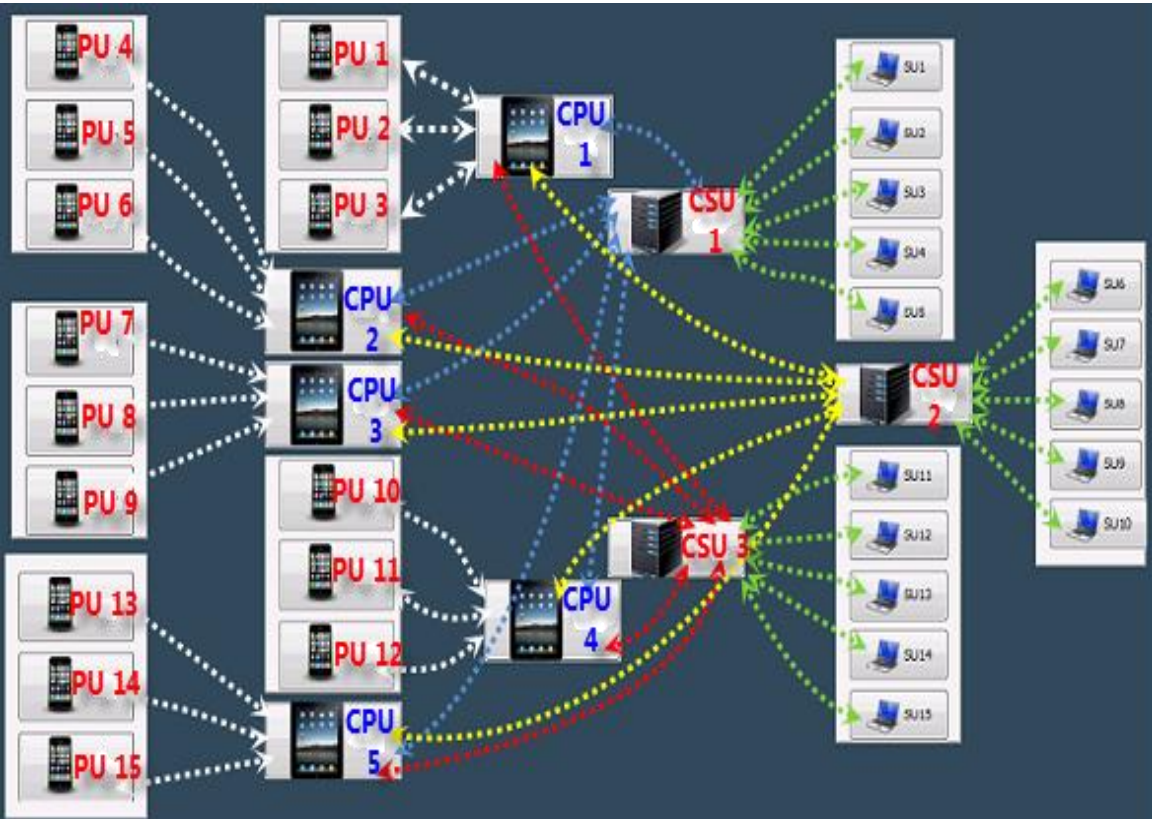 PU 4
PU 5
PU 6
PU 1
PU 2
PU 3
CPU
1
CSU
1
SU1
SU2
SU3
SU4
SU5
CPU
2
CPU
3
PU 7
PU 8
PU 9
CSU
2
SU6
SU7
SU8
SU9
SU10
PU 10
PU 11
PU 12
CSU 3
CPU
4
SU11
SU12
SU13
SU14
SU15
PU 13
PU 14
PU 15
CPU
5